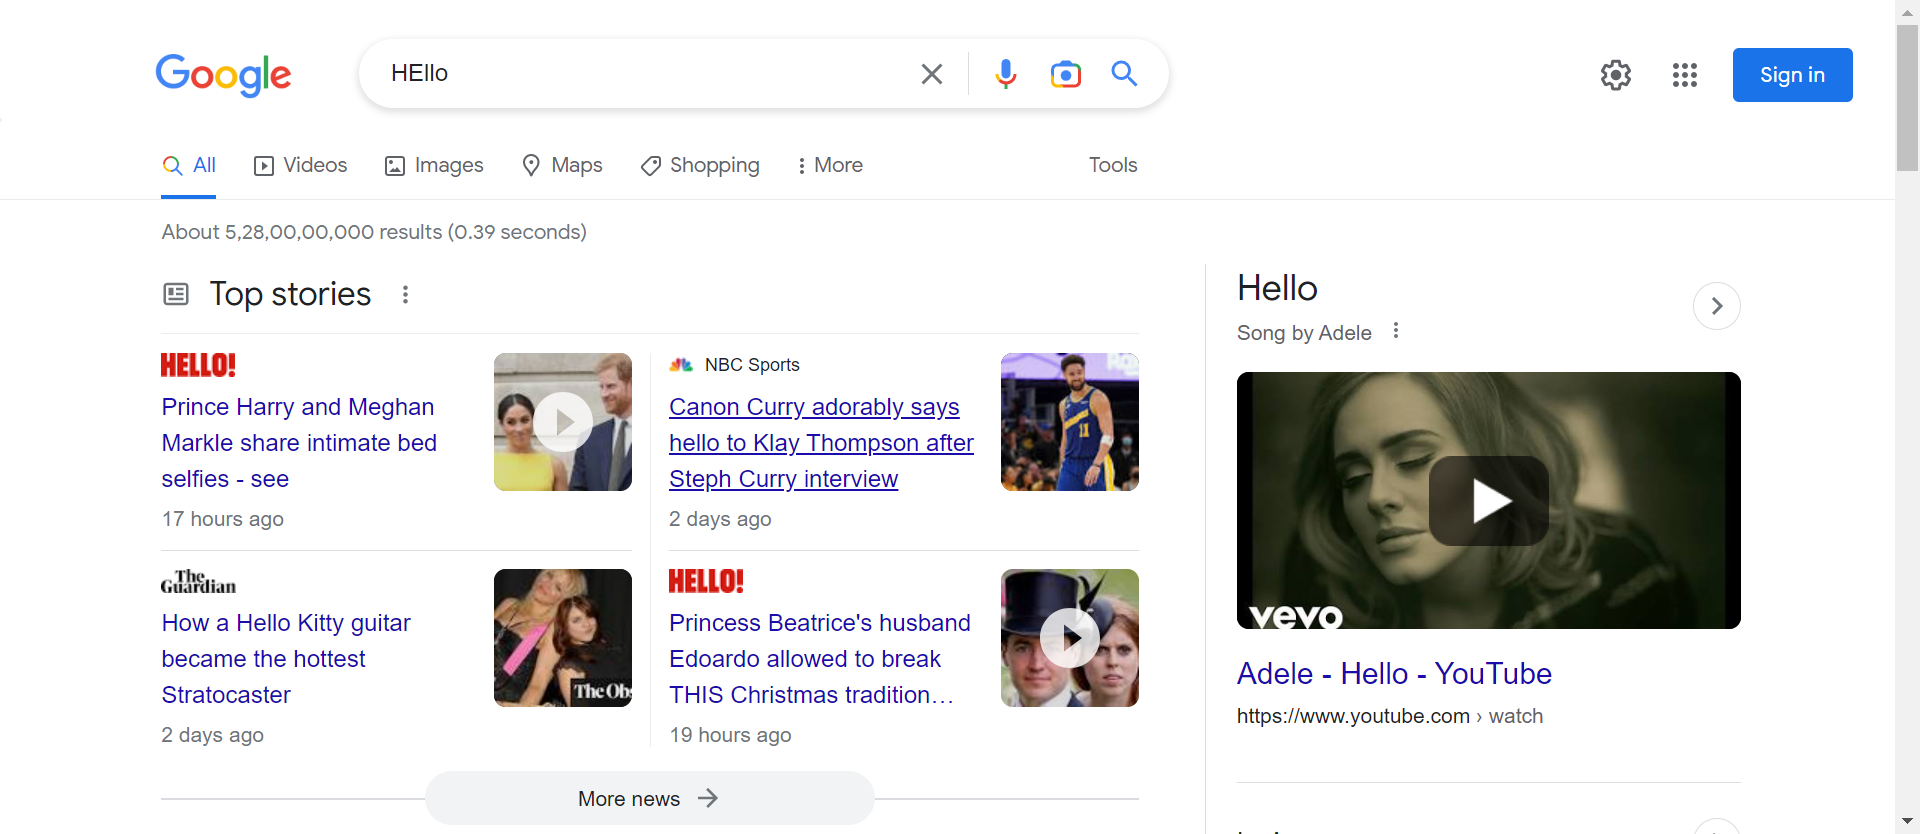 Google
HEllo
Sign in
All
Videos
Images
Maps
Shopping
More
Tools
About 5,28,00,00,000 results (0.39 seconds)
Top stories
HELLO!
Prince Harry and Meghan
Markle share intimate bed
selfies - see
17 hours ago
NBC Sports
Canon Curry adorably says
hello to Klay Thompson after
Steph Curry interview
2 days ago
11
The Guardian
How a Hello Kitty guitar
became the hottest
Stratocaster
2 days ago
The Obs
HELLO!
Princess Beatrice's husband
Edoardo allowed to break
THIS Christmas tradition…
19 hours ago
More news
Hello
Song by Adele
vevo
Adele - Hello - YouTube
https://www.youtube.com › watch